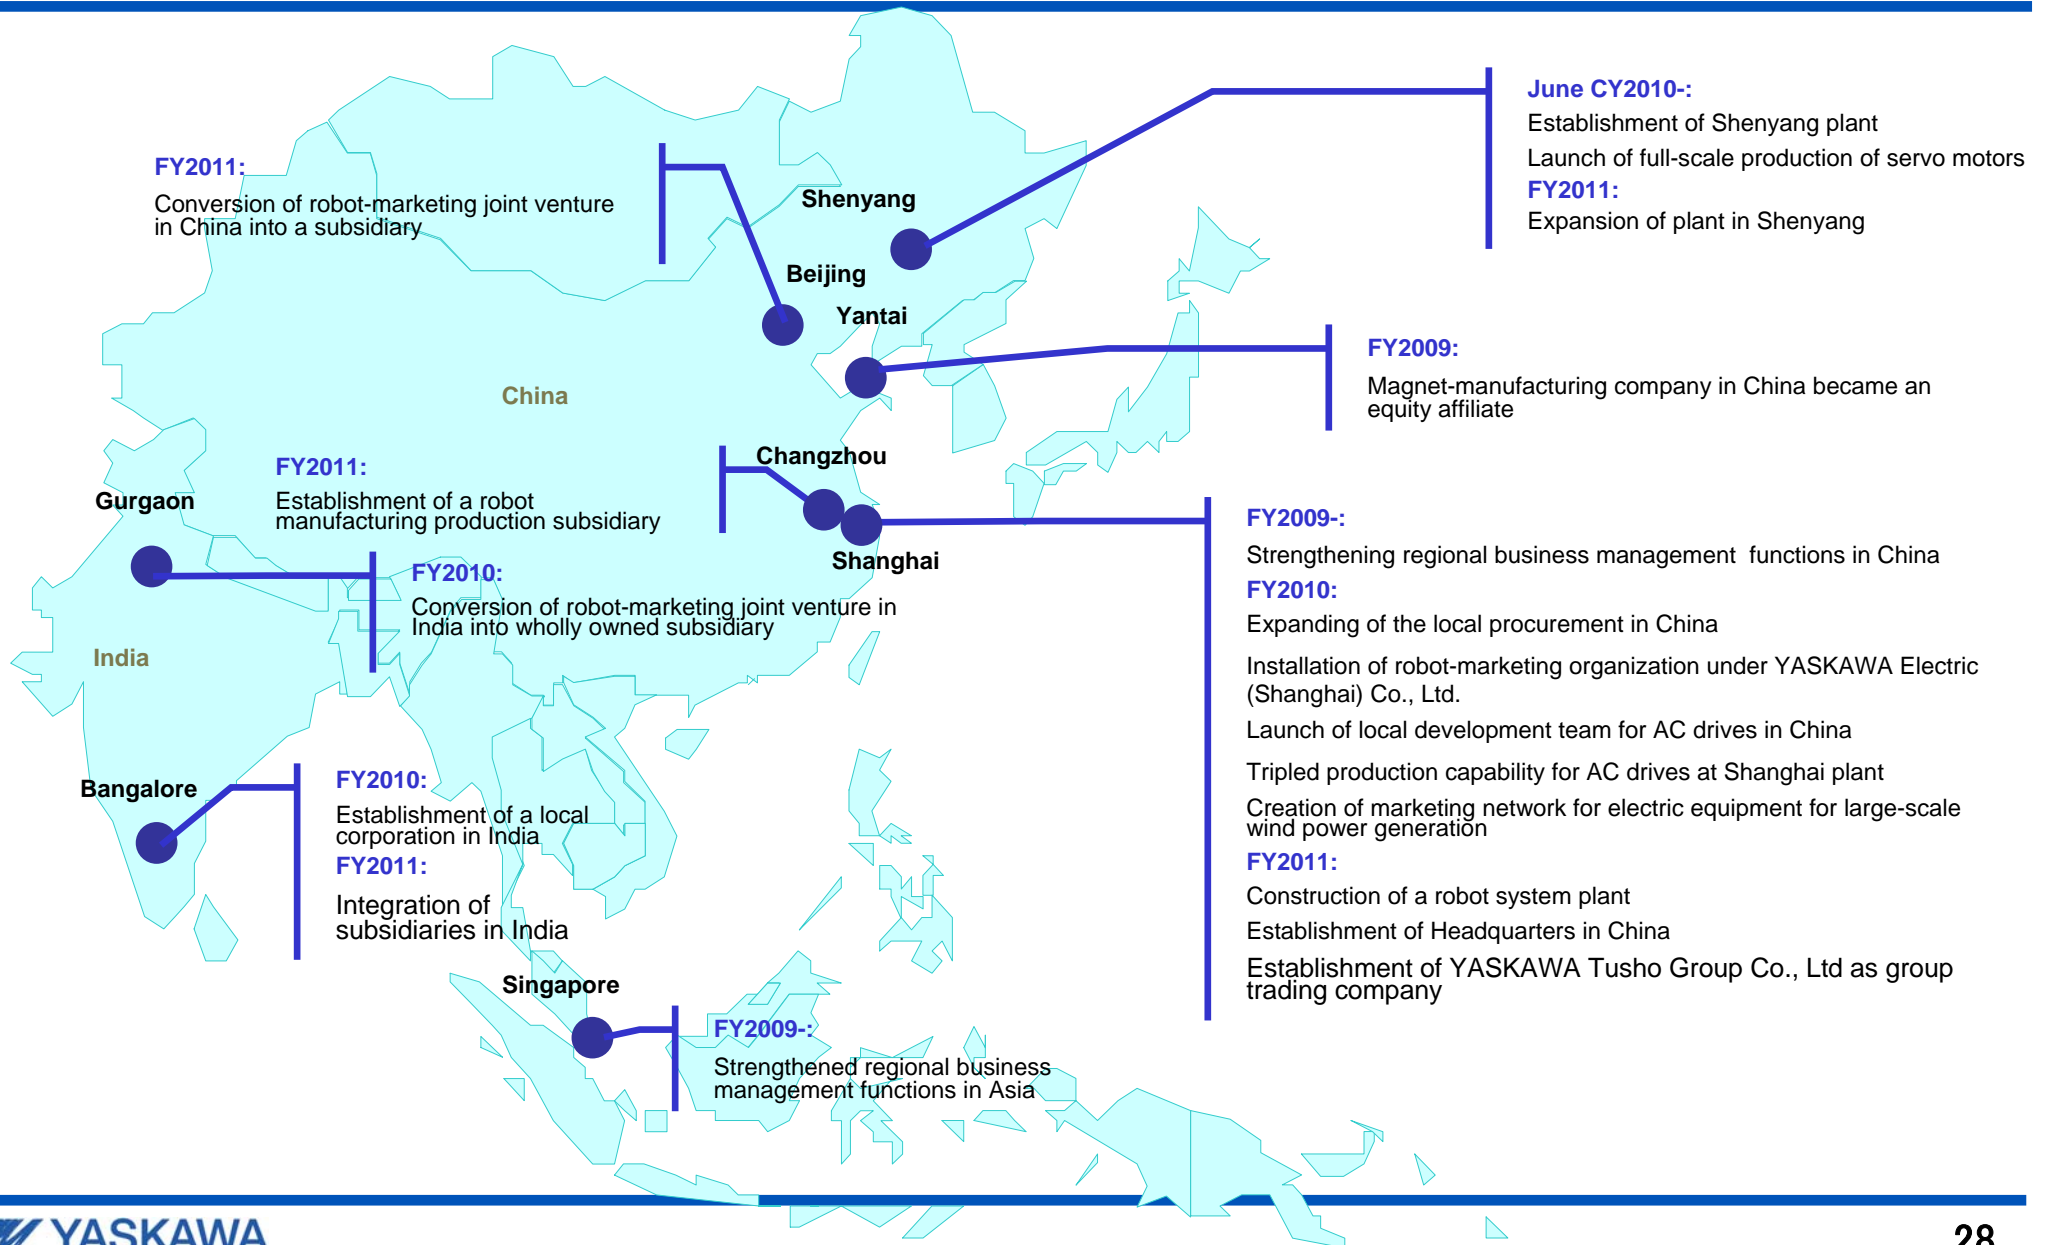 June CY2010-:
Establishment of Shenyang plant
Launch of full-scale production of servo motors
FY2011:
Expansion of plant in Shenyang
FY2011:
Conversion of robot-marketing joint venture
in China into a subsidiary
Shenyang
Beijing
Yantai
FY2009:
Magnet-manufacturing company in China became an
equity affiliate
China
Changzhou
FY2011:
Establishment of a robot
manufacturing production subsidiary
Gurgaon
Shanghai
FY2010:
Conversion of robot-marketing joint venture in
India into wholly owned subsidiary
India
FY2009-:
Strengthening regional business management functions in China
FY2010:
Expanding of the local procurement in China
Installation of robot-marketing organization under YASKAWA Electric
(Shanghai) Co., Ltd.
Launch of local development team for AC drives in China
Tripled production capability for AC drives at Shanghai plant
Creation of marketing network for electric equipment for large-scale
wind power generation
FY2011:
Construction of a robot system plant
Establishment of Headquarters in China
Establishment of YASKAWA Tusho Group Co., Ltd as group
trading company
Bangalore
FY2010:
Establishment of a local
corporation in India
FY2011:
Integration of
subsidiaries in India
Singapore
FY2009-:
Strengthened regional business
management functions in Asia
YASKAWA
28